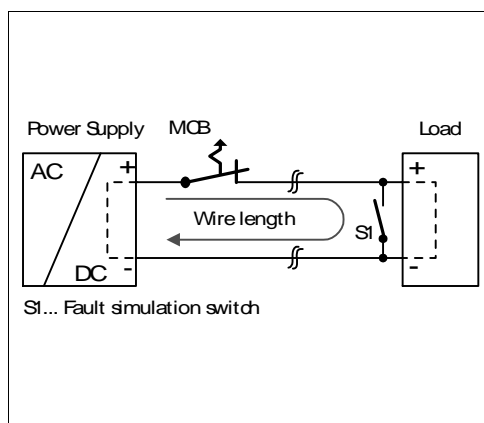 Power Supply MCB Load
AC + +
Wire length
S1
DC - -
S1... Fault simulation switch